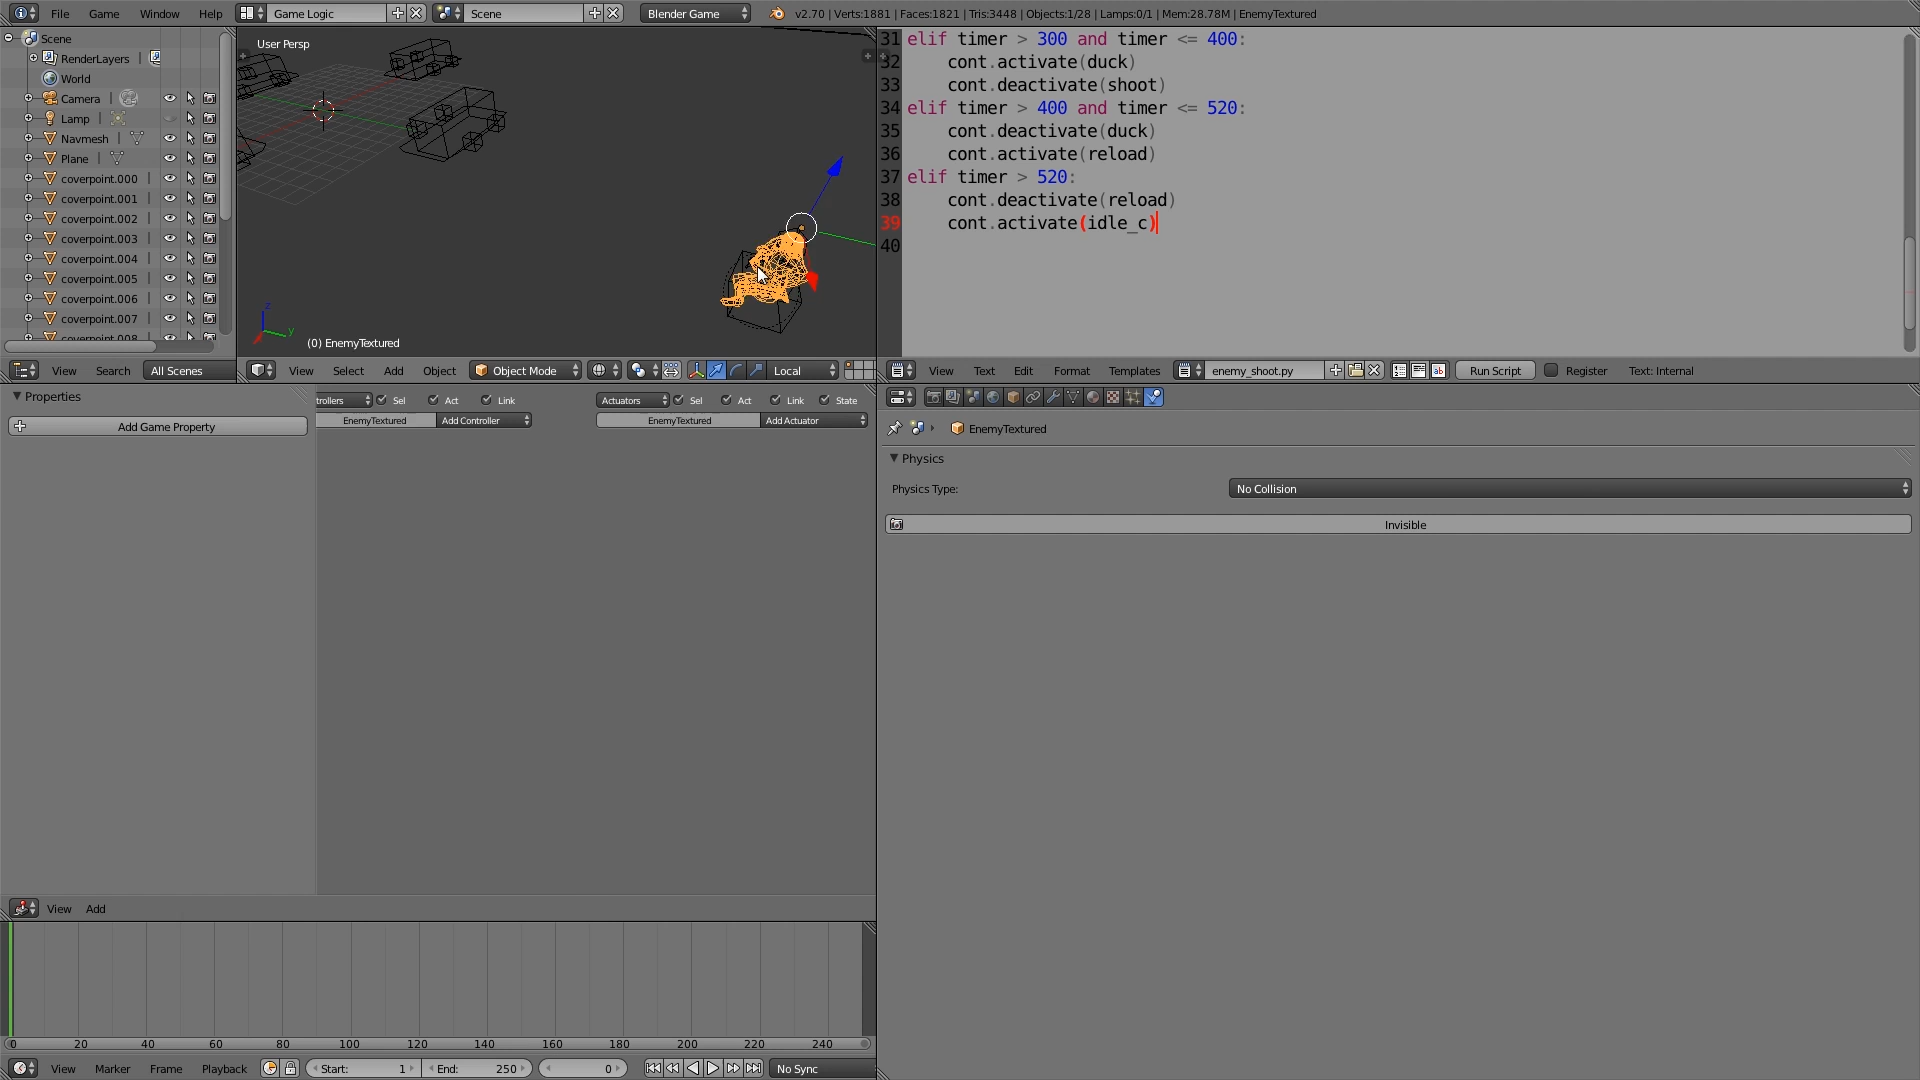 File Game Window Help Game Logic Scene Blender Game v2.70 | Verts:1881 | Faces:1821 | Tris:3448 | Objects:1/28 | Lamps:0/1 | Mem:28.78M | EnemyTextured
Scene
RenderLayers
World
Camera
Lamp
Navmesh
Plane
coverpoint.000
coverpoint.001
coverpoint.002
coverpoint.003
coverpoint.004
coverpoint.005
coverpoint.006
coverpoint.007
coverpoint.008
View Search All Scenes
User Persp
z
y
(0) EnemyTextured
View Select Add Object Object Mode Local
31 elif timer > 300 and timer <= 400:
32 cont.activate(duck)
33 cont.deactivate(shoot)
34 elif timer > 400 and timer <= 520:
35 cont.deactivate(duck)
36 cont.activate(reload)
37 elif timer > 520:
38 cont.deactivate(reload)
39 cont.activate(idle_c)
40
View Text Edit Format Templates enemy_shoot.py Run Script Register Text: Internal
Properties
Add Game Property
trollers Sel Act Link
EnemyTextured Add Controller
Actuators Sel Act Link State
EnemyTextured Add Actuator
View Add
EnemyTextured
Physics
Physics Type: No Collision
Invisible
0 20 40 60 80 100 120 140 160 180 200 220 240
View Marker Frame Playback Start: 1 End: 250 0 No Sync